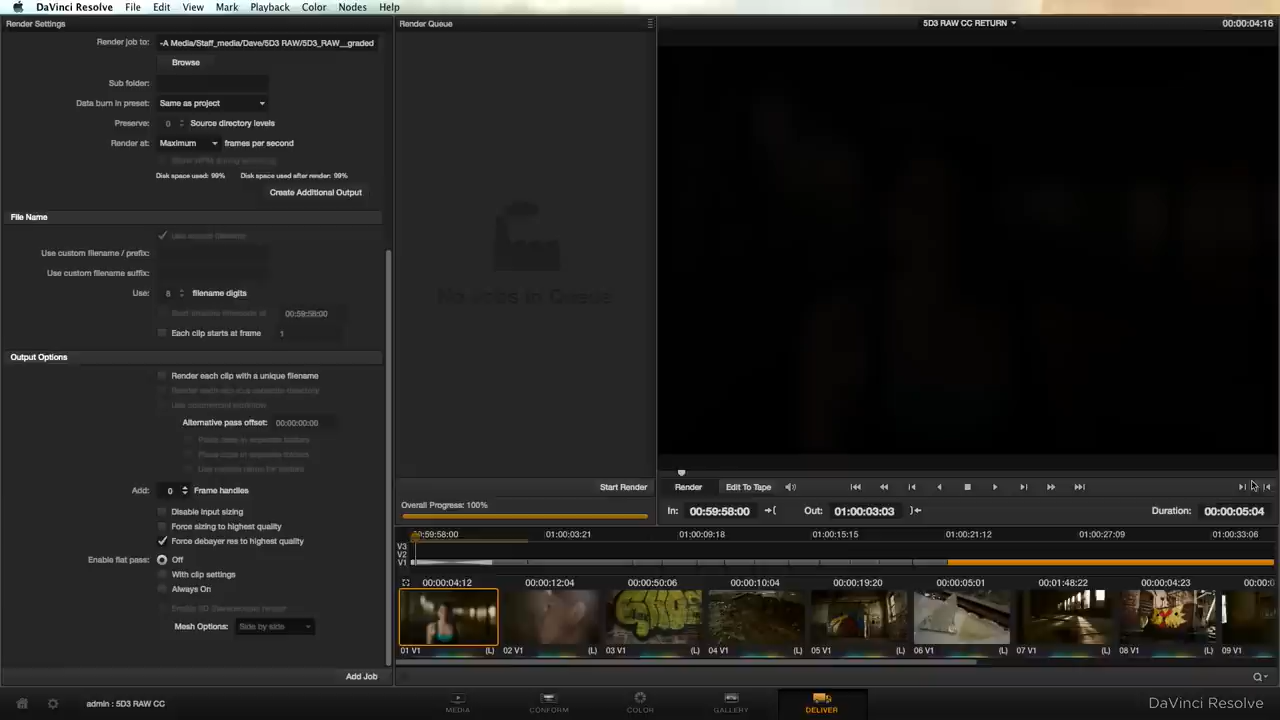 DaVinci Resolve File Edit View Mark Playback Color Nodes Help
Render Settings
Render job to: -A Media/Staff_media/Dave/5D3 RAW/5D3_RAW__graded
Browse
Sub folder:
Data burn in preset: Same as project
Preserve: 0 Source directory levels
Render at: Maximum frames per second
Disk space used: 99% Disk space used after render: 99%
Create Additional Output
File Name
Use custom filename / prefix:
Use custom filename suffix:
Use: 8 filename digits
00:59:58:00
Each clip starts at frame 1
Output Options
Render each clip with a unique filename
Alternative pass offset: 00:00:00:00
Add: 0 Frame handles
Disable input sizing
Force sizing to highest quality
Force debayer res to highest quality
Enable flat pass: Off
With clip settings
Always On
Mesh Options: Side by side
Add Job
Render Queue
No Jobs in Queue
Start Render
Overall Progress: 100%
5D3 RAW CC RETURN 00:00:04:16
Render Edit To Tape
In: 00:59:58:00 Out: 01:00:03:03 Duration: 00:00:05:04
:59:58:00 01:00:03:21 01:00:09:18 01:00:15:15 01:00:21:12 01:00:27:09 01:00:33:06
V3
V2
V1
00:00:04:12 00:00:12:04 00:00:50:06 00:00:10:04 00:00:19:20 00:00:05:01 00:01:48:22 00:00:04:23 00:00:0
01 V1 (L) 02 V1 (L) 03 V1 (L) 04 V1 (L) 05 V1 (L) 06 V1 (L) 07 V1 (L) 08 V1 (L) 09 V1
admin : 5D3 RAW CC
MEDIA CONFORM COLOR GALLERY DELIVER
DaVinci Resolve